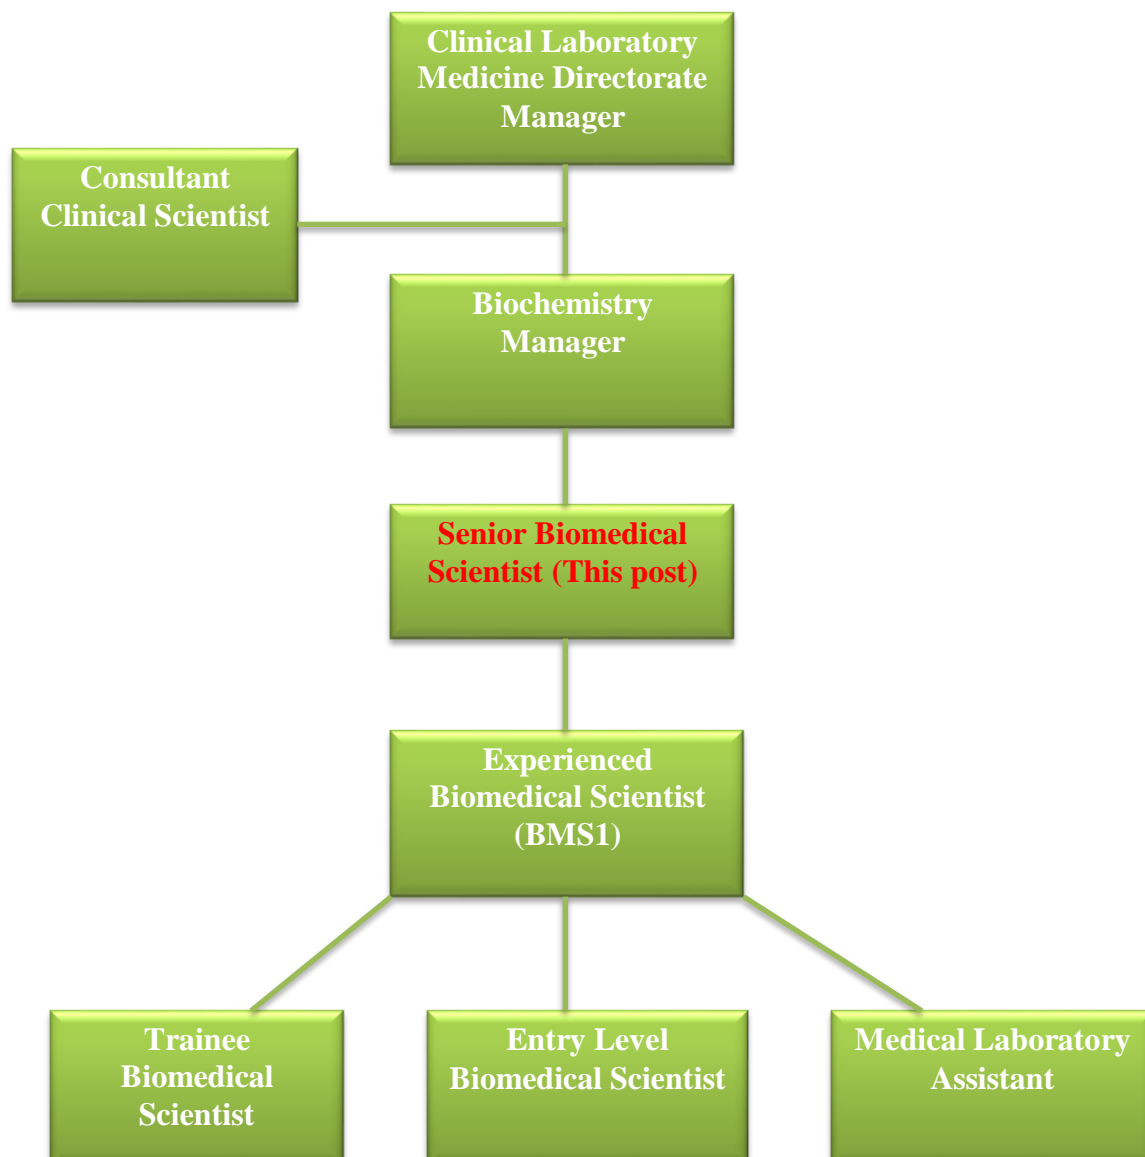 Clinical Laboratory
Medicine Directorate
Manager
Consultant
Clinical Scientist
Biochemistry
Manager
Senior Biomedical
Scientist (This post)
Experienced
Biomedical Scientist
(BMS1)
Trainee
Biomedical
Scientist
Entry Level
Biomedical Scientist
Medical Laboratory
Assistant